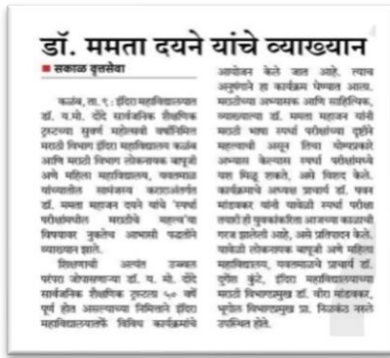 डॉ. ममता दयने यांचे व्याख्यान
सकाळ वृत्तसेवा
कळंब, ता. ९ : इंदिरा महाविद्यालयात
डॉ. य.मो. दोंदे सार्वजनिक शैक्षणिक
ट्रस्टच्या सुवर्ण महोत्सवी वर्षानिमित्त
मराठी विभाग इंदिरा महाविद्यालय कळंब
आणि मराठी विभाग लोकनायक बापूजी
अणे महिला महाविद्यालय, यवतमाळ
यांच्यातील सामंजस्य कराराअंतर्गत
डॉ. ममता महाजन दयने यांचे 'स्पर्धा
परीक्षांमधील मराठीचे महत्त्व'या
विषयावर नुकतेच आभासी पद्धतीने
व्याख्यान झाले.
शिक्षणाची अत्यंत उज्ज्वल
परंपरा जोपासणाऱ्या डॉ. य. मो. दोंदे
सार्वजनिक शैक्षणिक ट्रस्टला ५० वर्षे
पूर्ण होत असल्याच्या निमित्ताने इंदिरा
महाविद्यालयातर्फे विविध कार्यक्रमांचे
आयोजन केले जात आहे. त्याच
अनुषंगाने हा कार्यक्रम घेण्यात आला.
मराठीच्या अभ्यासक आणि साहित्यिक,
व्याख्यात्या डॉ. ममता महाजन यांनी
मराठी भाषा स्पर्धा परीक्षांच्या दृष्टीने
महत्त्वाची असून तिचा योग्यप्रकारे
अभ्यास केल्यास स्पर्धा परीक्षांमध्ये
यश मिळू शकते, असे विशद केले.
कार्यक्रमाचे अध्यक्ष प्राचार्य डॉ. पवन
मांडवकर यांनी यावेळी स्पर्धा परीक्षा
तयारी ही युवकांकरिता आजच्या काळाची
गरज झालेली आहे, असे प्रतिपादन केले.
यावेळी लोकनायक बापूजी अणे महिला
महाविद्यालय, यवतमाळचे प्राचार्य डॉ.
दुर्गेश कुंटे, इंदिरा महाविद्यालयाच्या
मराठी विभागप्रमुख डॉ. वीरा मांडवकर,
भूगोल विभागप्रमुख प्रा. निळकंठ नरुले
उपस्थित होते.